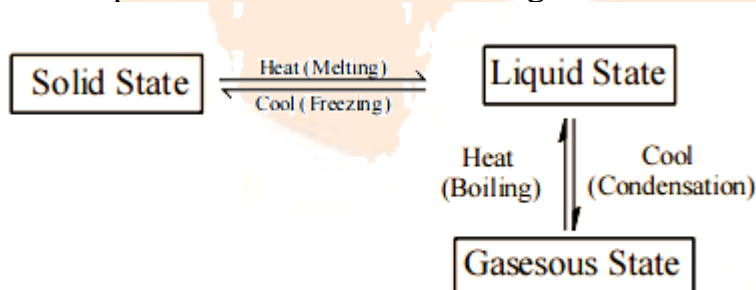 Solid State
Heat (Melting)
Cool (Freezing)
Liquid State
Heat
(Boiling)
Cool
(Condensation)
Gasesous State